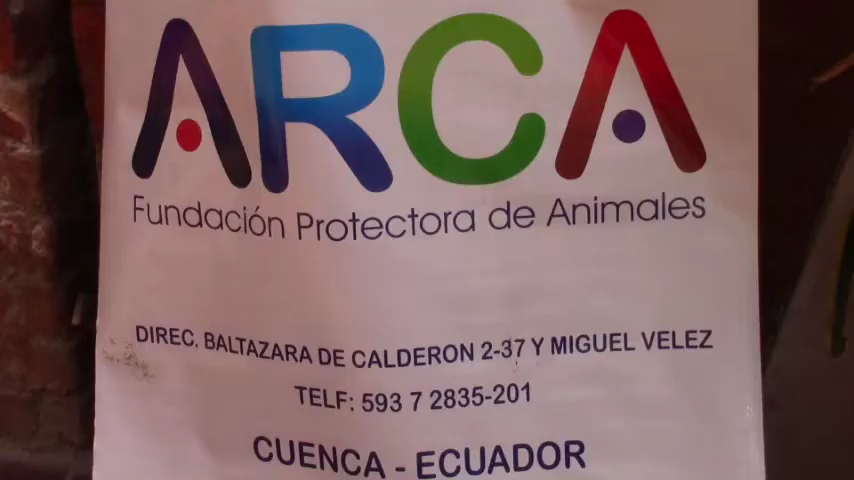 ARCA
Fundación Protectora de Animales
DIREC. BALTAZARA DE CALDERON 2-37 Y MIGUEL VELEZ
TELF: 593 7 2835-201
CUENCA - ECUADOR